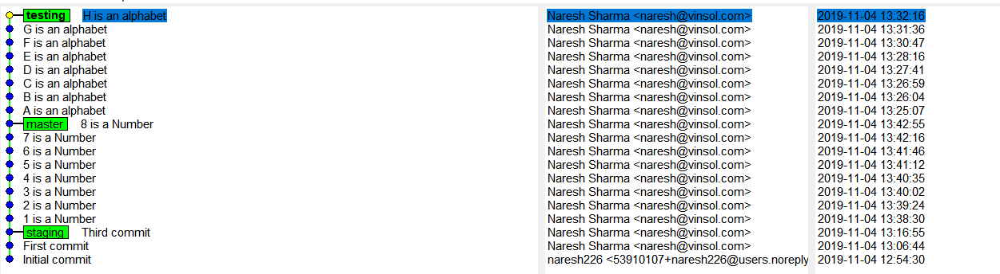 testing H is an alphabet Naresh Sharma <naresh@vinsol.com> 2019-11-04 13:32:16
G is an alphabet Naresh Sharma <naresh@vinsol.com> 2019-11-04 13:31:36
F is an alphabet Naresh Sharma <naresh@vinsol.com> 2019-11-04 13:30:47
E is an alphabet Naresh Sharma <naresh@vinsol.com> 2019-11-04 13:28:16
D is an alphabet Naresh Sharma <naresh@vinsol.com> 2019-11-04 13:27:41
C is an alphabet Naresh Sharma <naresh@vinsol.com> 2019-11-04 13:26:59
B is an alphabet Naresh Sharma <naresh@vinsol.com> 2019-11-04 13:26:04
A is an alphabet Naresh Sharma <naresh@vinsol.com> 2019-11-04 13:25:07
master 8 is a Number Naresh Sharma <naresh@vinsol.com> 2019-11-04 13:42:55
7 is a Number Naresh Sharma <naresh@vinsol.com> 2019-11-04 13:42:16
6 is a Number Naresh Sharma <naresh@vinsol.com> 2019-11-04 13:41:46
5 is a Number Naresh Sharma <naresh@vinsol.com> 2019-11-04 13:41:12
4 is a Number Naresh Sharma <naresh@vinsol.com> 2019-11-04 13:40:35
3 is a Number Naresh Sharma <naresh@vinsol.com> 2019-11-04 13:40:02
2 is a Number Naresh Sharma <naresh@vinsol.com> 2019-11-04 13:39:24
1 is a Number Naresh Sharma <naresh@vinsol.com> 2019-11-04 13:38:30
staging Third commit Naresh Sharma <naresh@vinsol.com> 2019-11-04 13:16:55
First commit Naresh Sharma <naresh@vinsol.com> 2019-11-04 13:06:44
Initial commit naresh226 <53910107+naresh226@users.noreply 2019-11-04 12:54:30